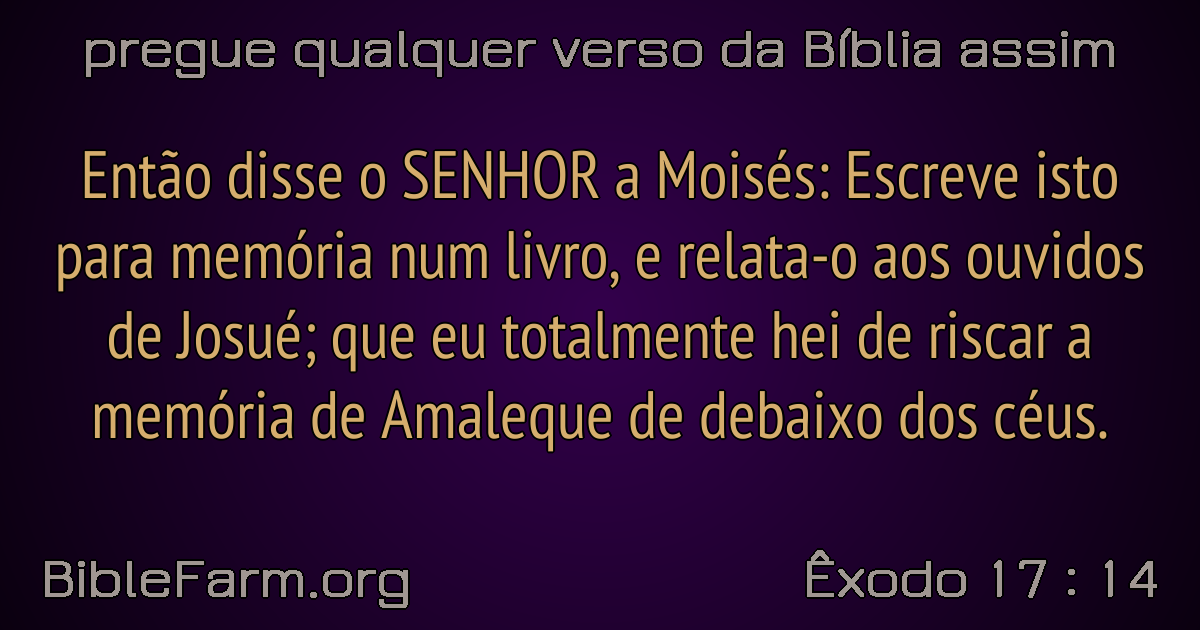 pregue qualquer verso da Bíblia assim
Então disse o SENHOR a Moisés: Escreve isto
para memória num livro, e relata-o aos ouvidos
de Josué; que eu totalmente hei de riscar a
memória de Amaleque de debaixo dos céus.
BibleFarm.org
Êxodo 17 : 14